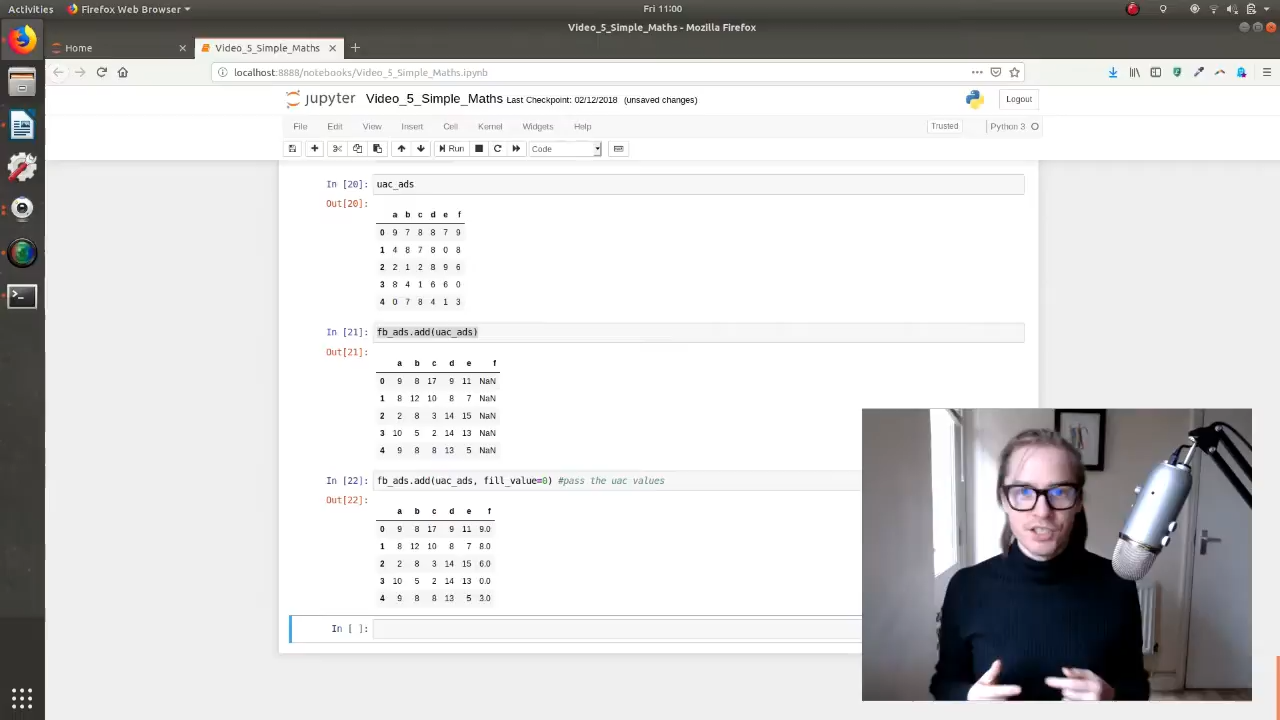 Activities Firefox Web Browser Fri 11:00
Video_5_Simple_Maths - Mozilla Firefox
Home Video_5_Simple_Maths
localhost:8888/notebooks/Video_5_Simple_Maths.ipynb
jupyter Video_5_Simple_Maths Last Checkpoint: 02/12/2018 (unsaved changes) Logout
File Edit View Insert Cell Kernel Widgets Help Trusted Python 3
Run Code
In [20]: uac_ads
Out[20]:
a b c d e f
0 9 7 8 8 7 9
1 4 8 7 8 0 8
2 2 1 2 8 9 6
3 8 4 1 6 6 0
4 0 7 8 4 1 3
In [21]: fb_ads.add(uac_ads)
Out[21]:
a b c d e f
0 9 8 17 9 11 NaN
1 8 12 10 8 7 NaN
2 2 8 3 14 15 NaN
3 10 5 2 14 13 NaN
4 9 8 8 13 5 NaN
In [22]: fb_ads.add(uac_ads, fill_value=0) #pass the uac values
Out[22]:
a b c d e f
0 9 8 17 9 11 9.0
1 8 12 10 8 7 8.0
2 2 8 3 14 15 6.0
3 10 5 2 14 13 0.0
4 9 8 8 13 5 3.0
In [ ]: